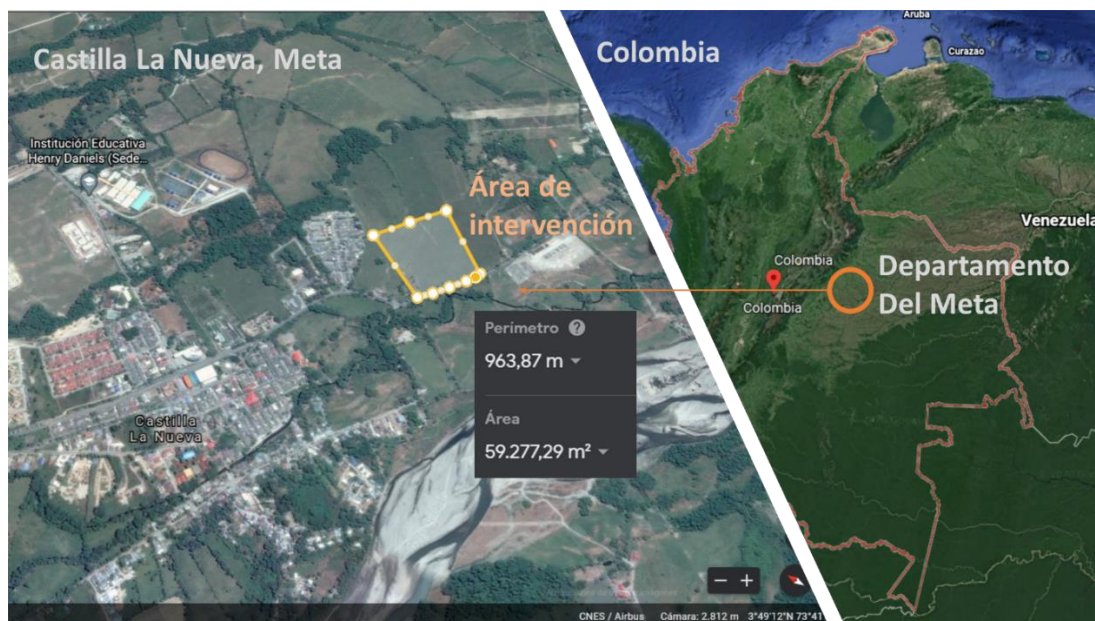 Castilla La Nueva, Meta
Institución Educativa
Henry Daniels (Sede...
Área de
intervención
Perímetro ?
963,87 m
Área
59.277,29 m²
Castilla
La Nueva
CNES / Airbus Cámara: 2.812 m 3°49'12"N 73°41
Colombia
Aruba
Curazao
Venezuela
Colombia
Colombia
Departamento
Del Meta